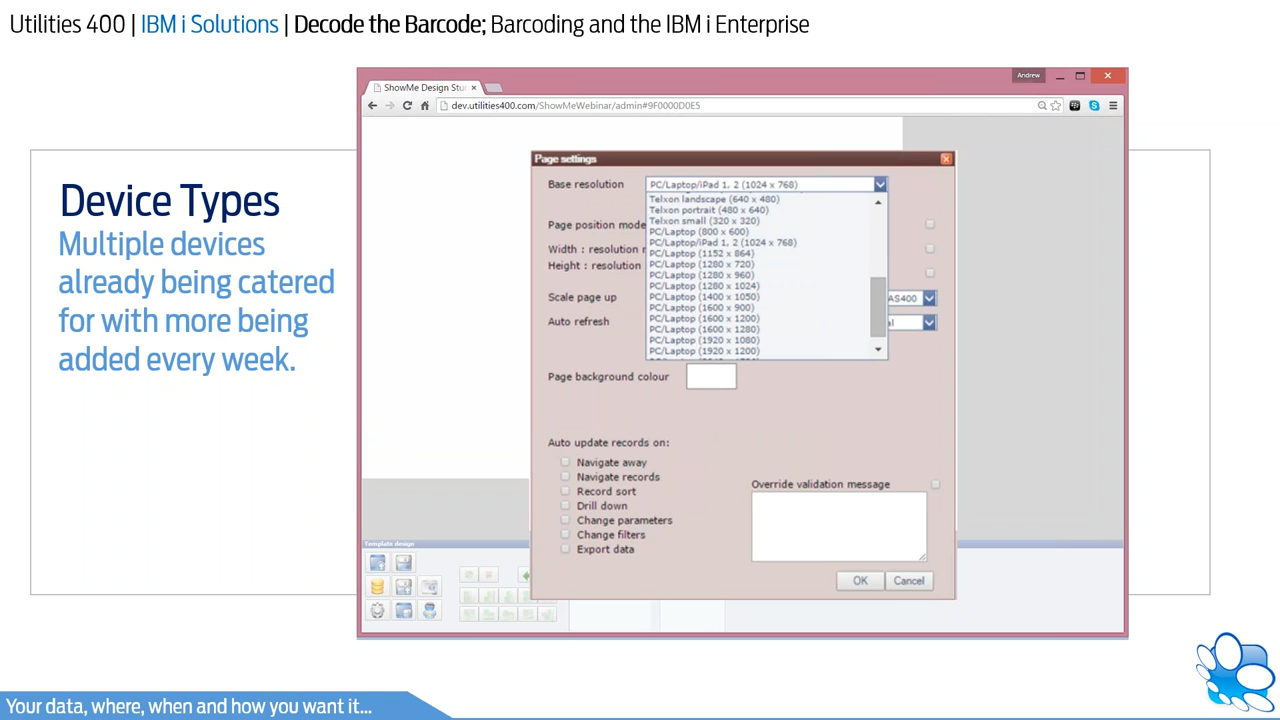 Utilities 400 | IBM i Solutions | Decode the Barcode; Barcoding and the IBM i Enterprise
Device Types
Multiple devices
already being catered
for with more being
added every week.
Andrew
ShowMe Design Stu
dev.utilities400.com/ShowMeWebinar/admin#9F0000D0E5
Page settings
Base resolution
PC/Laptop/iPad 1, 2 (1024 x 768)
Telxon landscape (640 x 480)
Telxon portrait (480 x 640)
Telxon small (320 x 320)
PC/Laptop (800 x 600)
PC/Laptop/iPad 1, 2 (1024 x 768)
PC/Laptop (1152 x 864)
PC/Laptop (1280 x 720)
PC/Laptop (1280 x 960)
PC/Laptop (1280 x 1024)
PC/Laptop (1400 x 1050)
PC/Laptop (1600 x 900)
PC/Laptop (1600 x 1200)
PC/Laptop (1600 x 1280)
PC/Laptop (1920 x 1080)
PC/Laptop (1920 x 1200)
Page position mode
Width : resolution r
Height : resolution
Scale page up
AS400
Auto refresh
al
Page background colour
Auto update records on:
Navigate away
Navigate records
Record sort
Drill down
Change parameters
Change filters
Export data
Override validation message
OK
Cancel
Template design
Your data, where, when and how you want it...